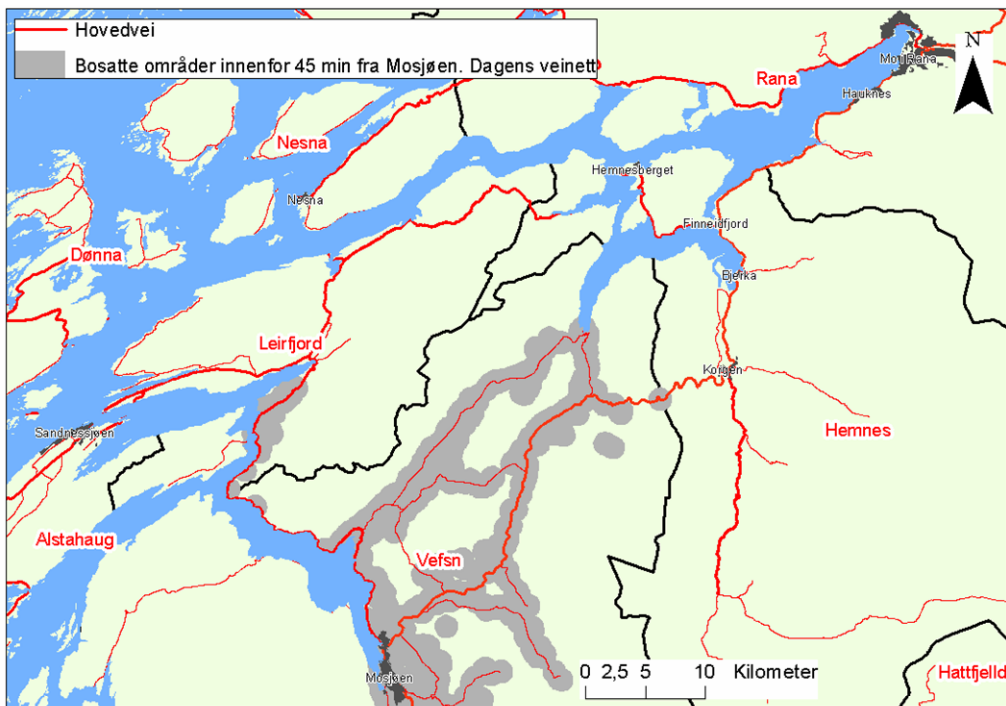 Hovedvei
Bosatte områder innenfor 45 min fra Mosjøen. Dagens veinett
N
Mo i Rana
Rana
Hauknes
Nesna
Hemnesberget
Nesna
Finneidfjord
Dønna
Bjerka
Leirfjord
Korgen
Sandnessjøen
Hemnes
Alstahaug
Vefsn
0 2,5 5 10 Kilometer
Mosjøen
Hattfjelld